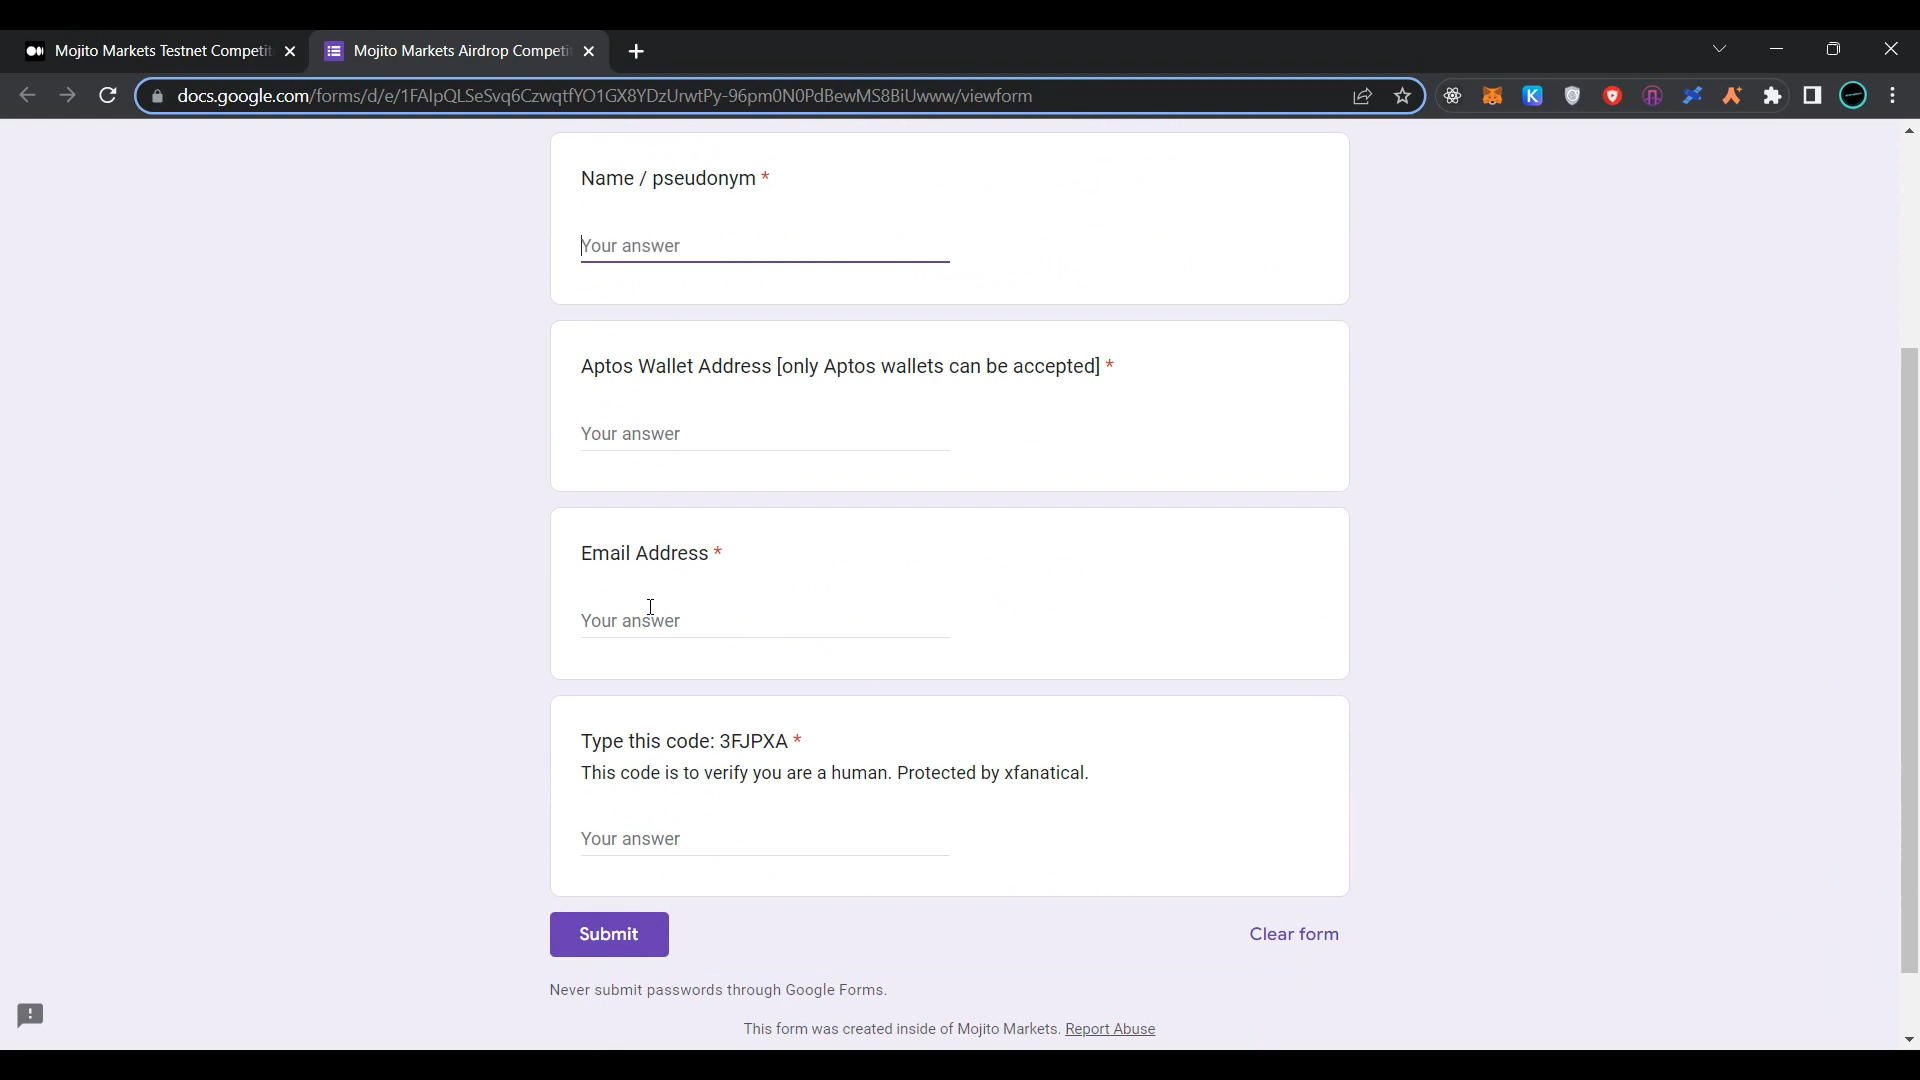 Mojito Markets Testnet Competit
Mojito Markets Airdrop Competit
docs.google.com/forms/d/e/1FAIpQLSeSvq6CzwqtfYO1GX8YDzUrwtPy-96pm0N0PdBewMS8BiUwww/viewform
Name / pseudonym *
Your answer
Aptos Wallet Address [only Aptos wallets can be accepted] *
Your answer
Email Address *
Your answer
Type this code: 3FJPXA *
This code is to verify you are a human. Protected by xfanatical.
Your answer
Submit
Clear form
Never submit passwords through Google Forms.
This form was created inside of Mojito Markets. Report Abuse